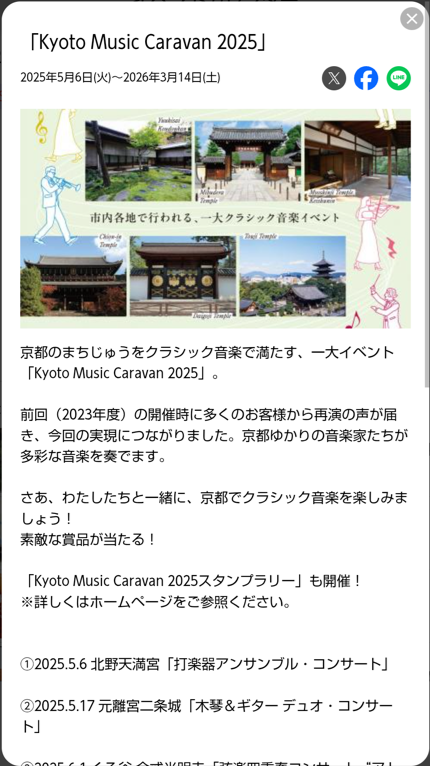 「Kyoto Music Caravan 2025」
2025年5月6日(火)～2026年3月14日(土)
LINE
Yuuhisai
Koudoukan
Mibudera
Temple
Murin-an
市内各地で行われる、一大クラシック音楽イベント
Chion-in
Temple
Daigoji Temple
Touji Temple
京都のまちじゅうをクラシック音楽で満たす、一大イベント
「Kyoto Music Caravan 2025」。
前回（2023年度）の開催時に多くのお客様から再演の声が届
き、今回の実現につながりました。京都ゆかりの音楽家たちが
多彩な音楽を奏でます。
さあ、わたしたちと一緒に、京都でクラシック音楽を楽しみま
しょう！
素敵な賞品が当たる！
「Kyoto Music Caravan 2025スタンプラリー」も開催！
※詳しくはホームページをご参照ください。
①2025.5.6 北野天満宮「打楽器アンサンブル・コンサート」
②2025.5.17 元離宮二条城「木琴＆ギター デュオ・コンサー
ト」